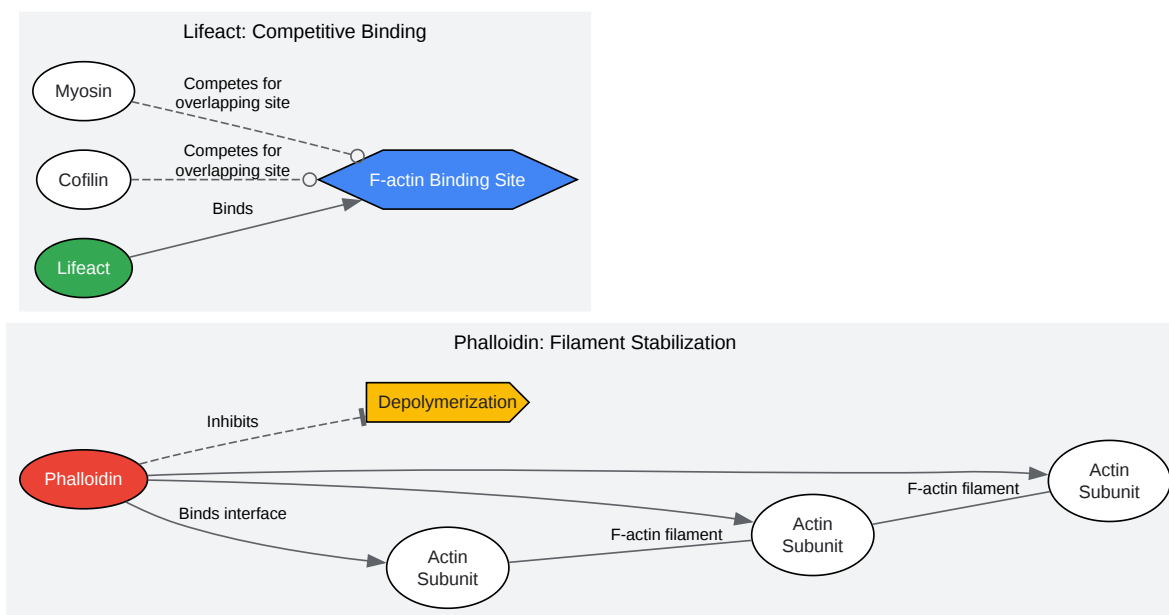 Lifeact: Competitive Binding
Myosin
Competes for
overlapping site
Cofilin
Competes for
overlapping site
F-actin Binding Site
Binds
Lifeact
Phalloidin: Filament Stabilization
Depolymerization
Inhibits
Phalloidin
Binds interface
Actin
Subunit
F-actin filament
Actin
Subunit
F-actin filament
Actin
Subunit